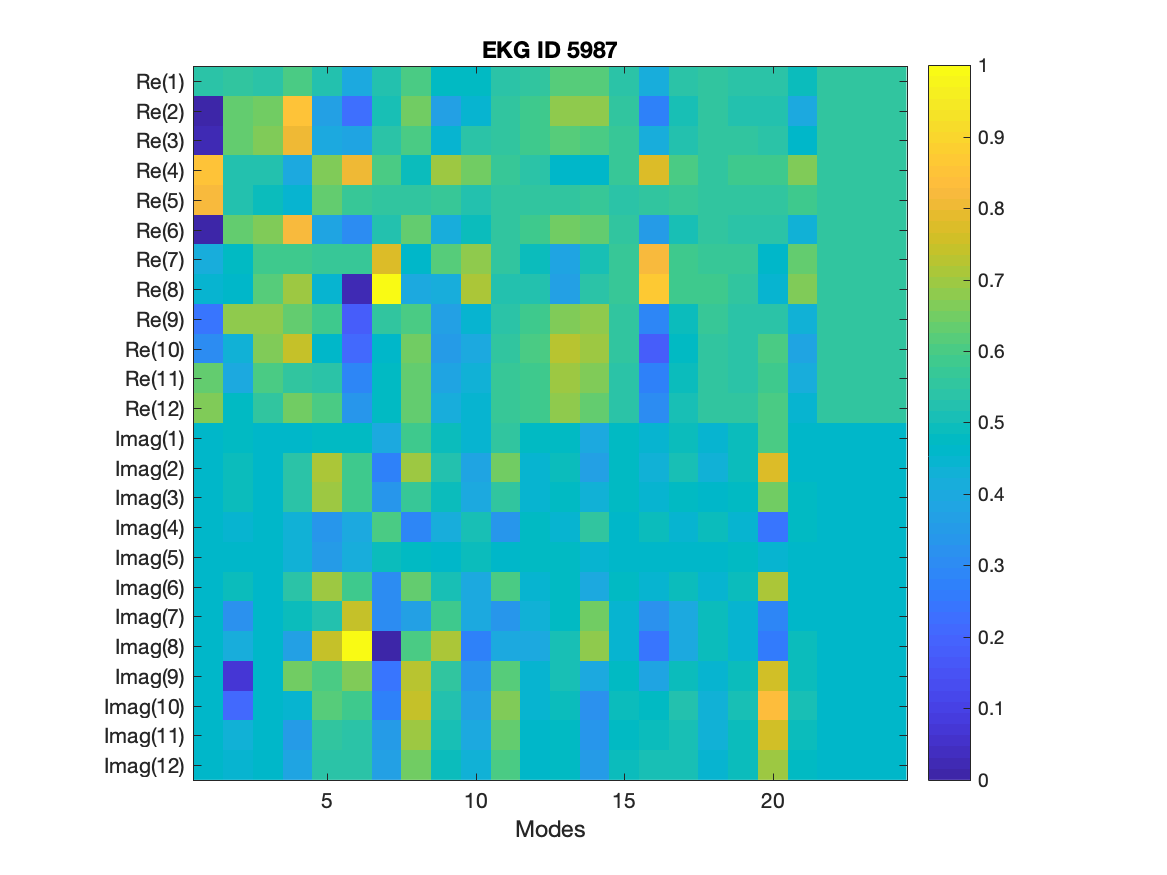 EKG ID 5987
Re(1)
Re(2)
Re(3)
Re(4)
Re(5)
Re(6)
Re(7)
Re(8)
Re(9)
Re(10)
Re(11)
Re(12)
Imag(1)
Imag(2)
Imag(3)
Imag(4)
Imag(5)
Imag(6)
Imag(7)
Imag(8)
Imag(9)
Imag(10)
Imag(11)
Imag(12)
5 10 15 20
Modes
1
0.9
0.8
0.7
0.6
0.5
0.4
0.3
0.2
0.1
0